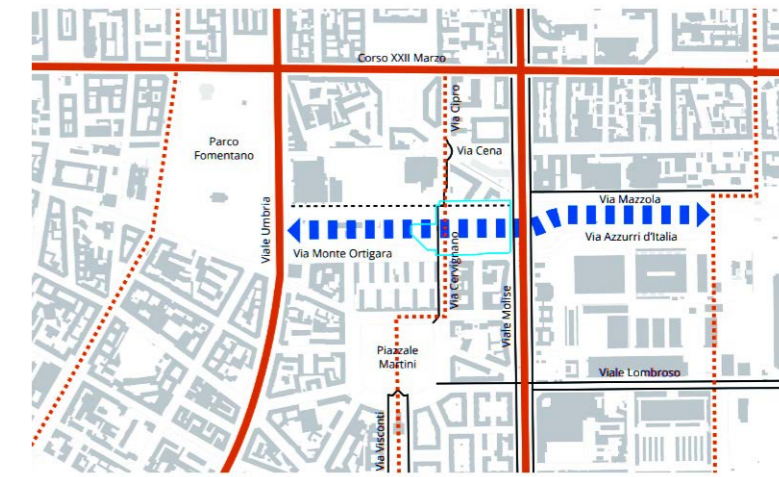 Corso XXII Marzo
Via Cipro
Parco
Fomentano
Via Cena
Viale Umbria
Via Mazzola
Via Azzurri d'Italia
Via Monte Ortigara
Via Cervignano
Viale Molise
Piazzale
Martini
Viale Lombroso
Via Visconti